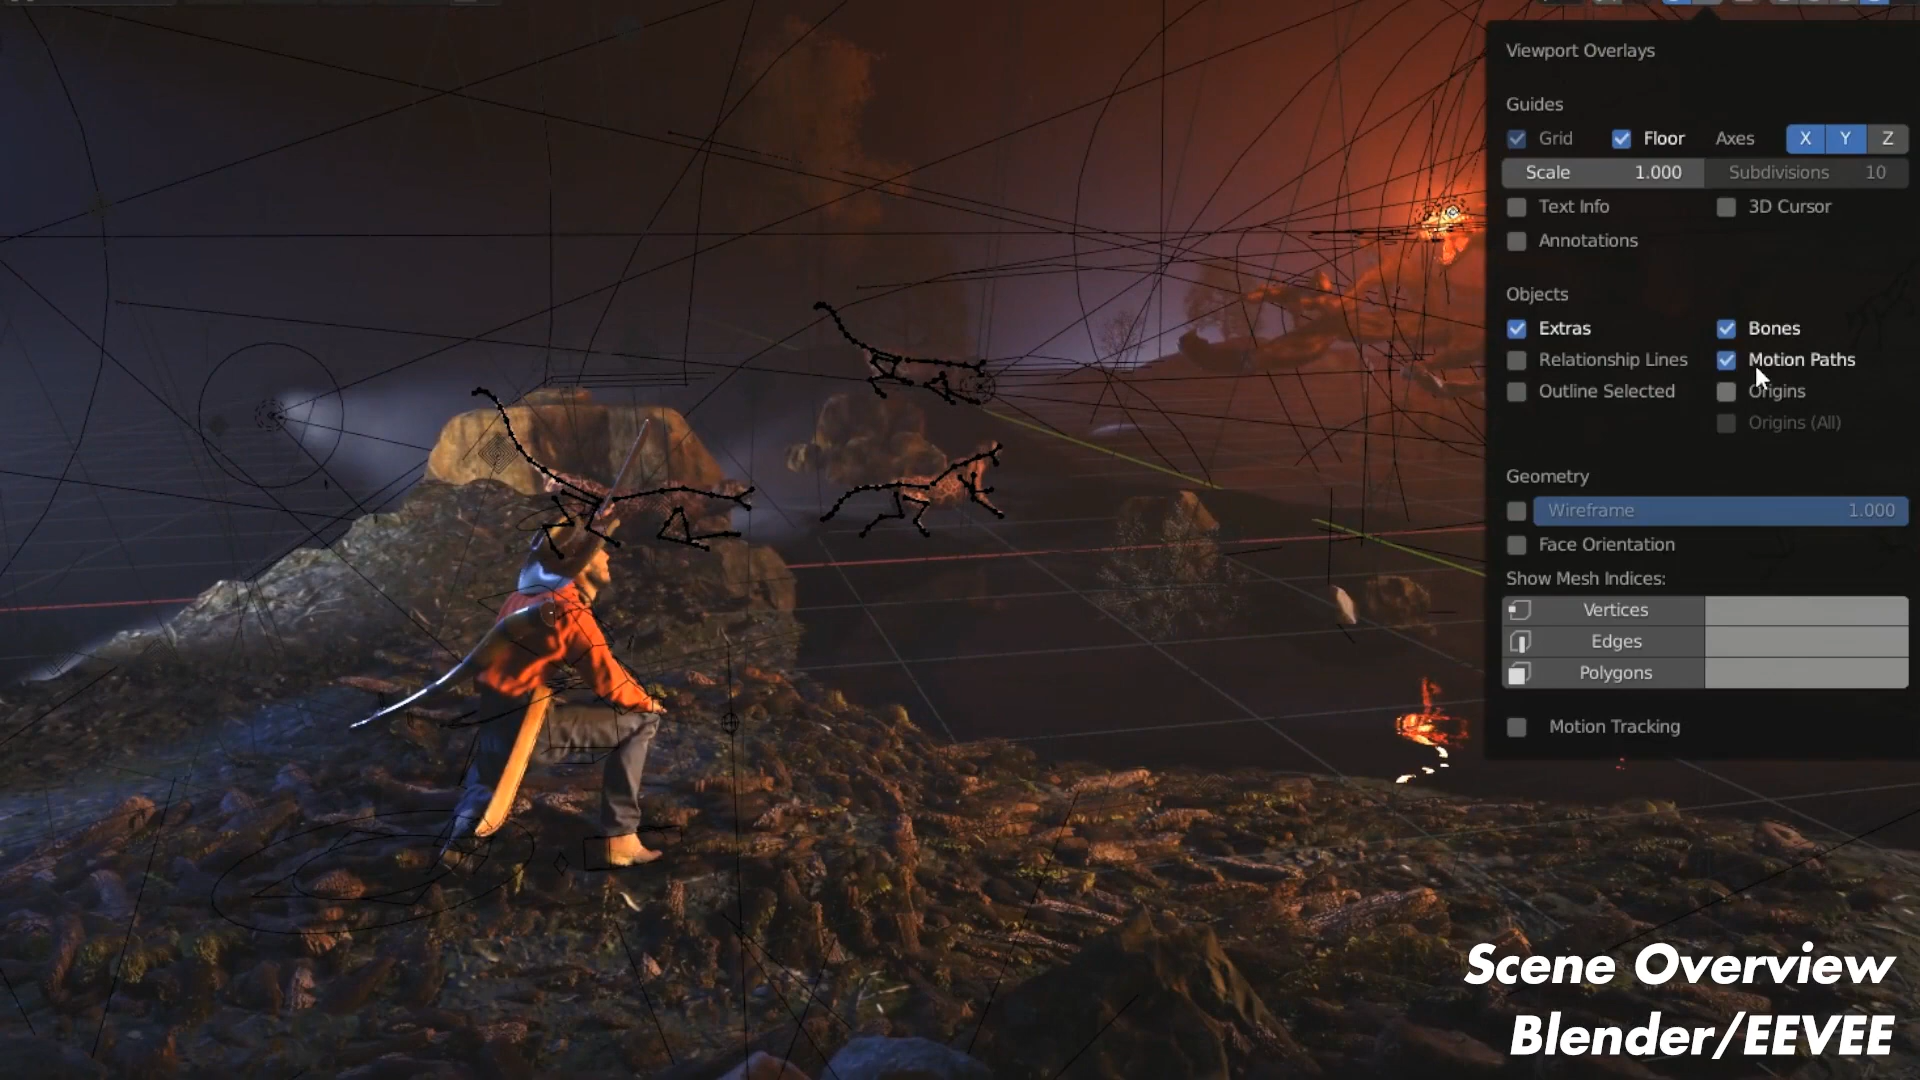 Viewport Overlays
Guides
Grid Floor Axes X Y Z
Scale 1.000 Subdivisions 10
Text Info 3D Cursor
Annotations
Objects
Extras Bones
Relationship Lines Motion Paths
Outline Selected Origins
Origins (All)
Geometry
Wireframe 1.000
Face Orientation
Show Mesh Indices:
Vertices
Edges
Polygons
Motion Tracking
Scene Overview
Blender/EEVEE